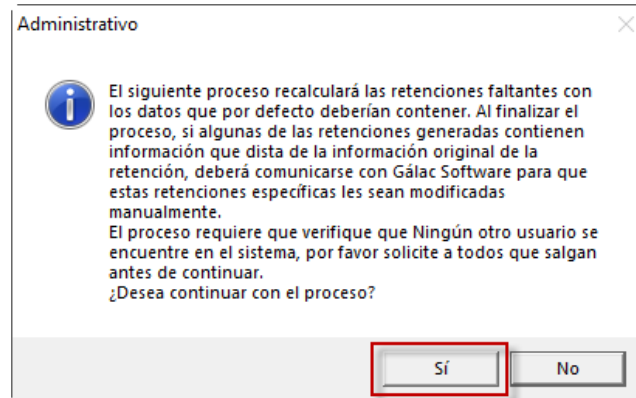 Administrativo
El siguiente proceso recalculará las retenciones faltantes con
los datos que por defecto deberían contener. Al finalizar el
proceso, si algunas de las retenciones generadas contienen
información que dista de la información original de la
retención, deberá comunicarse con Gálac Software para que
estas retenciones específicas les sean modificadas
manualmente.
El proceso requiere que verifique que Ningún otro usuario se
encuentre en el sistema, por favor solicite a todos que salgan
antes de continuar.
¿Desea continuar con el proceso?
Sí No